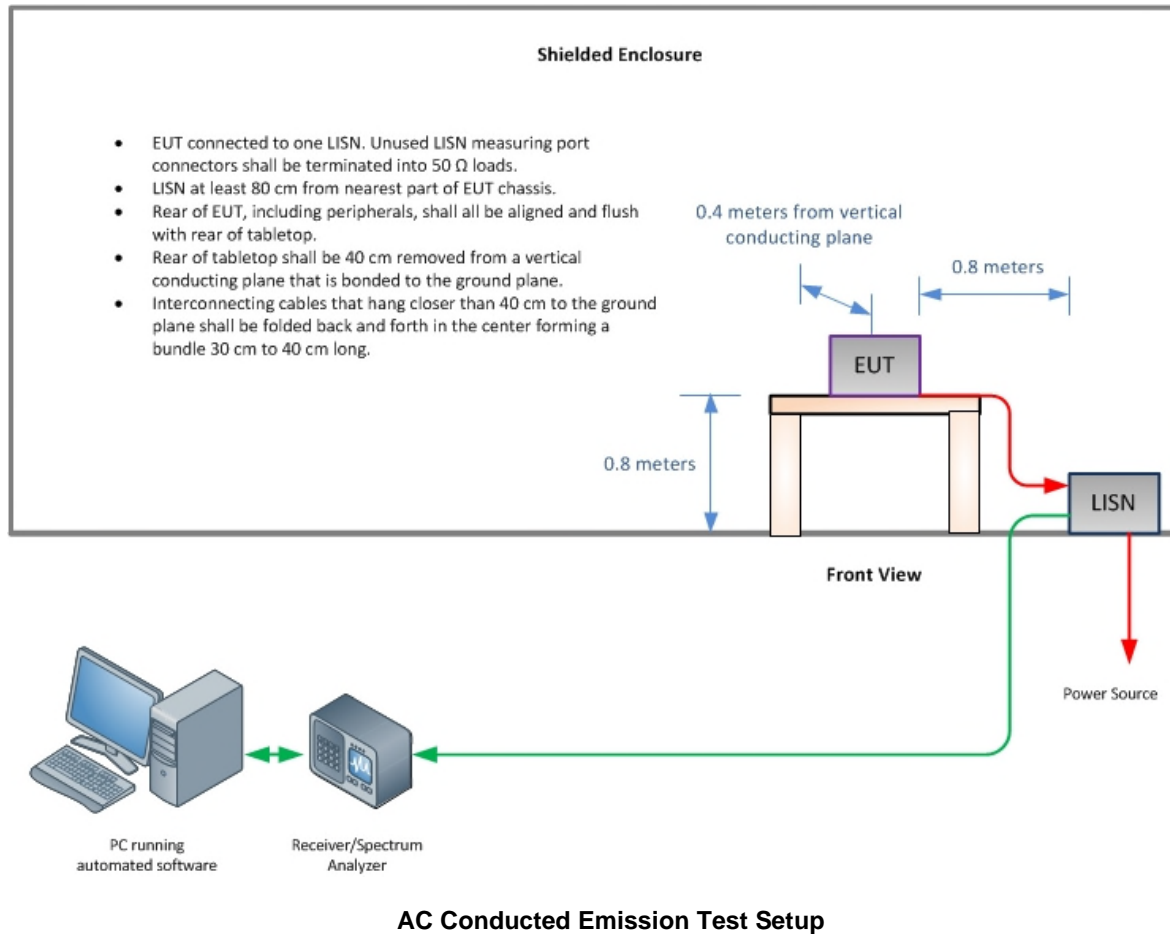 Shielded Enclosure
• EUT connected to one LISN. Unused LISN measuring port
connectors shall be terminated into 50 Ω loads.
• LISN at least 80 cm from nearest part of EUT chassis.
• Rear of EUT, including peripherals, shall all be aligned and flush
with rear of tabletop.
• Rear of tabletop shall be 40 cm removed from a vertical
conducting plane that is bonded to the ground plane.
• Interconnecting cables that hang closer than 40 cm to the ground
plane shall be folded back and forth in the center forming a
bundle 30 cm to 40 cm long.
0.4 meters from vertical
conducting plane
0.8 meters
EUT
0.8 meters
LISN
Front View
Power Source
PC running
automated software
Receiver/Spectrum
Analyzer
AC Conducted Emission Test Setup